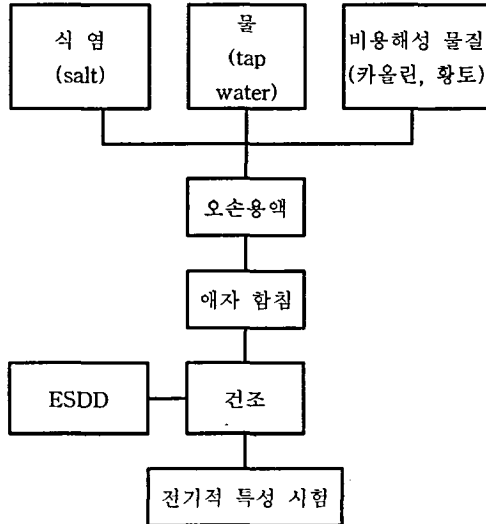 식 염
(salt)
물
(tap
water)
비용해성 물질
(카올린, 황토)
오손용액
애자 함침
ESDD
건조
전기적 특성 시험